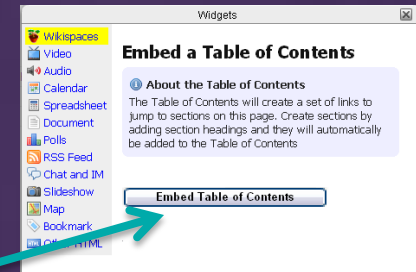 Widgets
Wikispaces
Video
Audio
Calendar
Spreadsheet
Document
Polls
RSS Feed
Chat and IM
Slideshow
Map
Bookmark
Other HTML
Embed a Table of Contents
About the Table of Contents
The Table of Contents will create a set of links to
jump to sections on this page. Create sections by
adding section headings and they will automatically
be added to the Table of Contents
Embed Table of Contents